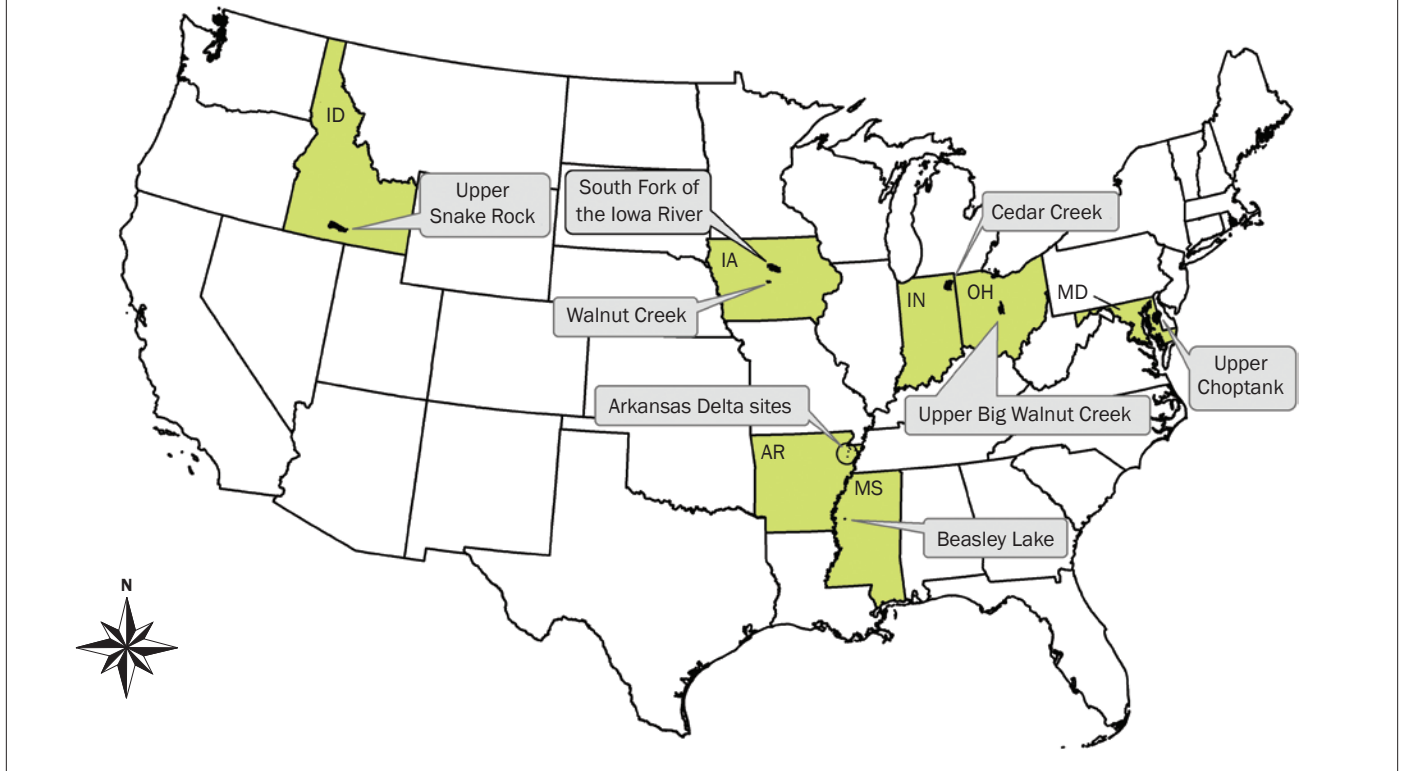 ID
Upper
Snake Rock
South Fork of
the Iowa River
Cedar Creek
IA
Walnut Creek
IN
OH
MD
Upper
Choptank
Arkansas Delta sites
Upper Big Walnut Creek
AR
MS
Beasley Lake
N